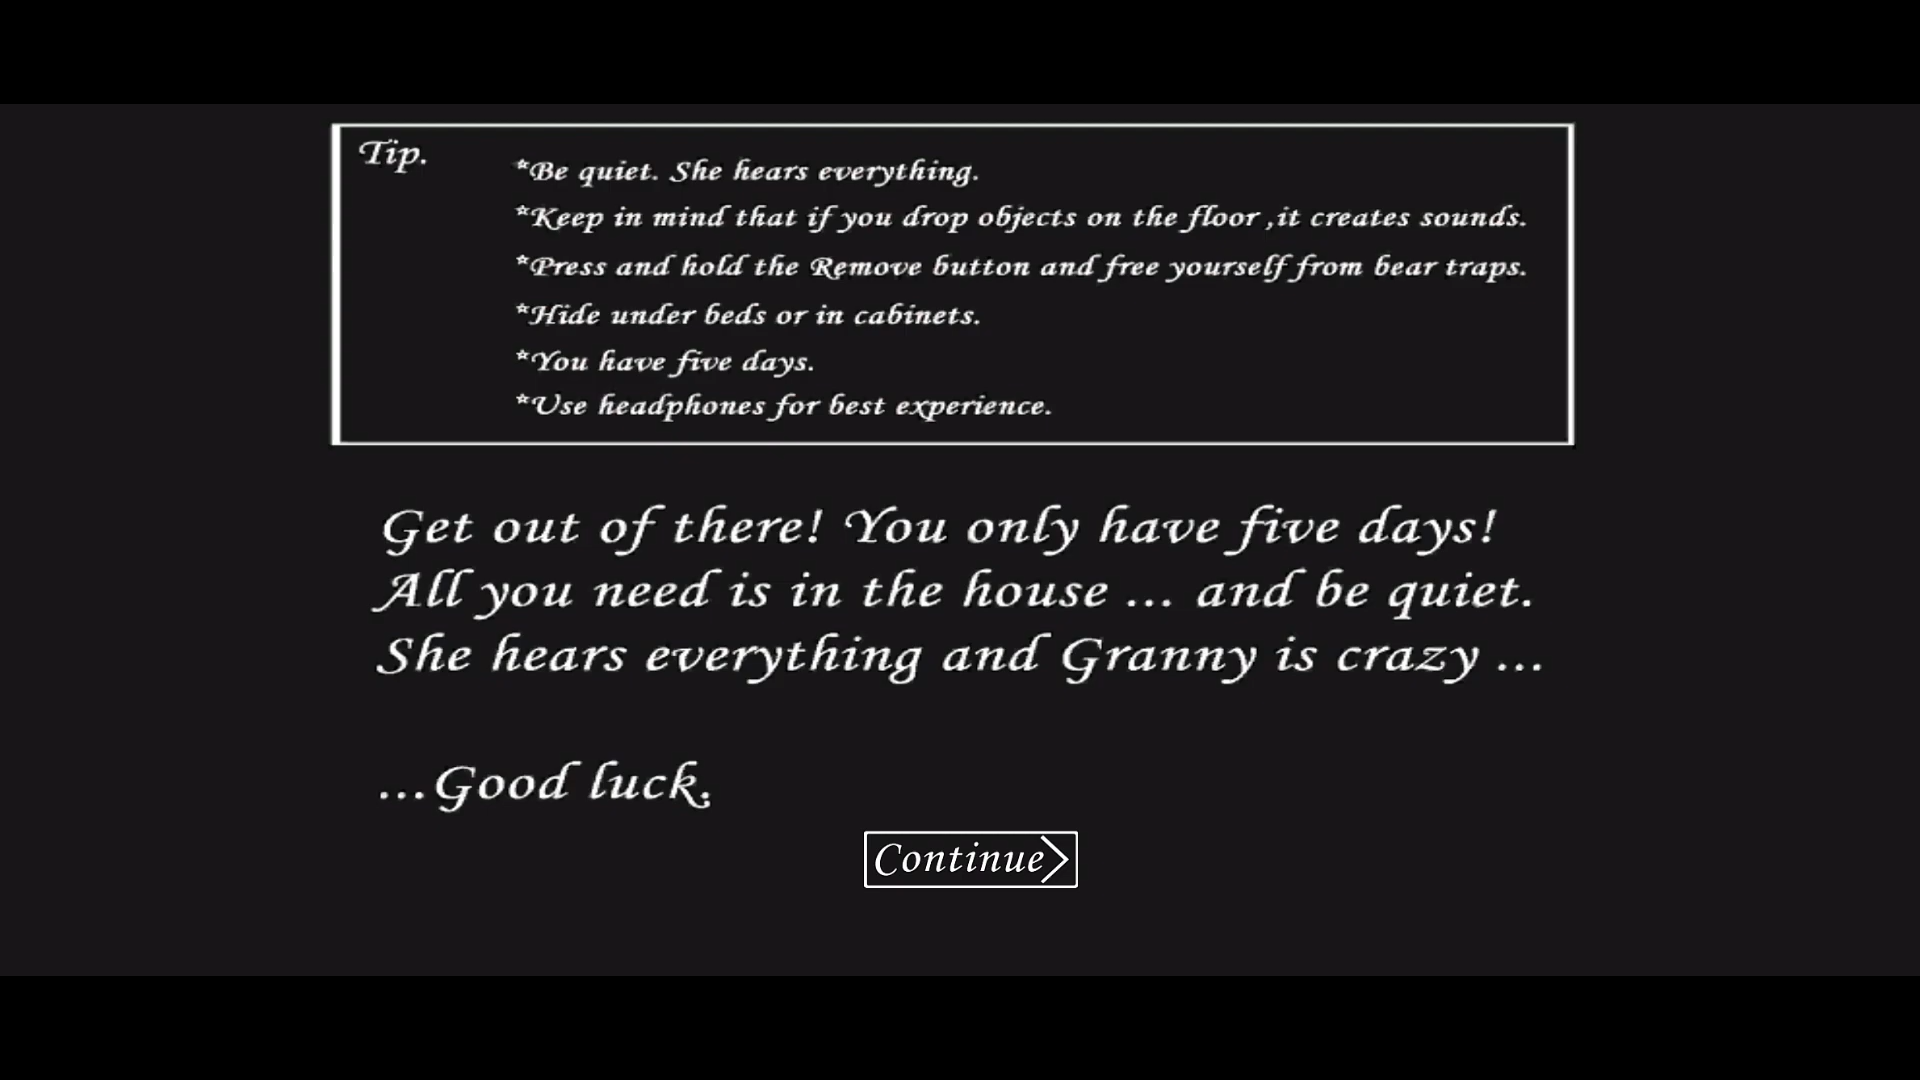 Tip.
*Be quiet. She hears everything.
*Keep in mind that if you drop objects on the floor ,it creates sounds.
*Press and hold the Remove button and free yourself from bear traps.
*Hide under beds or in cabinets.
*You have five days.
*Use headphones for best experience.
Get out of there! You only have five days!
All you need is in the house ... and be quiet.
She hears everything and Granny is crazy ...
...Good luck.
Continue>